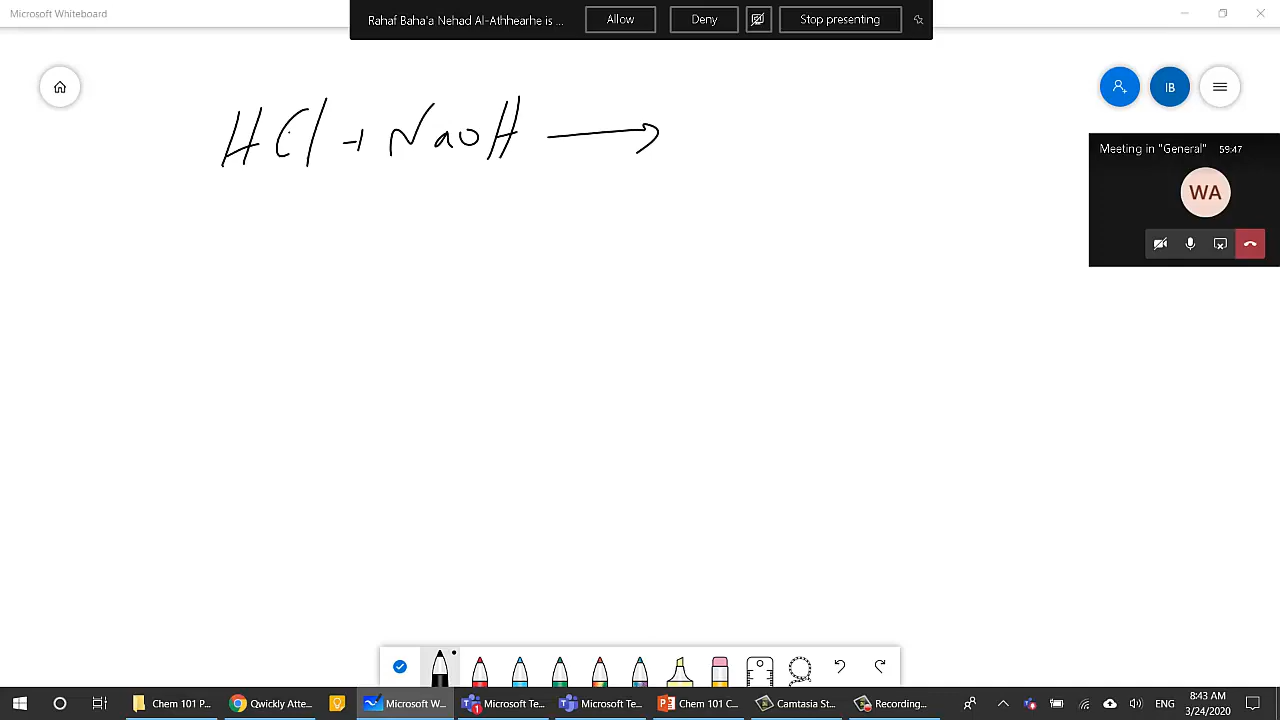 Microsoft Whiteboard
Rahaf Baha'a Nehad Al-Athhearhe is ...
Allow
Deny
Stop presenting
IB
HCl + NaOH →
Meeting in "General" 59:47
WA
Chem 101 P...
Qwickly Atte...
Microsoft W...
Microsoft Te...
Microsoft Te...
Chem 101 C...
Camtasia St...
Recording...
ENG
8:43 AM
3/24/2020